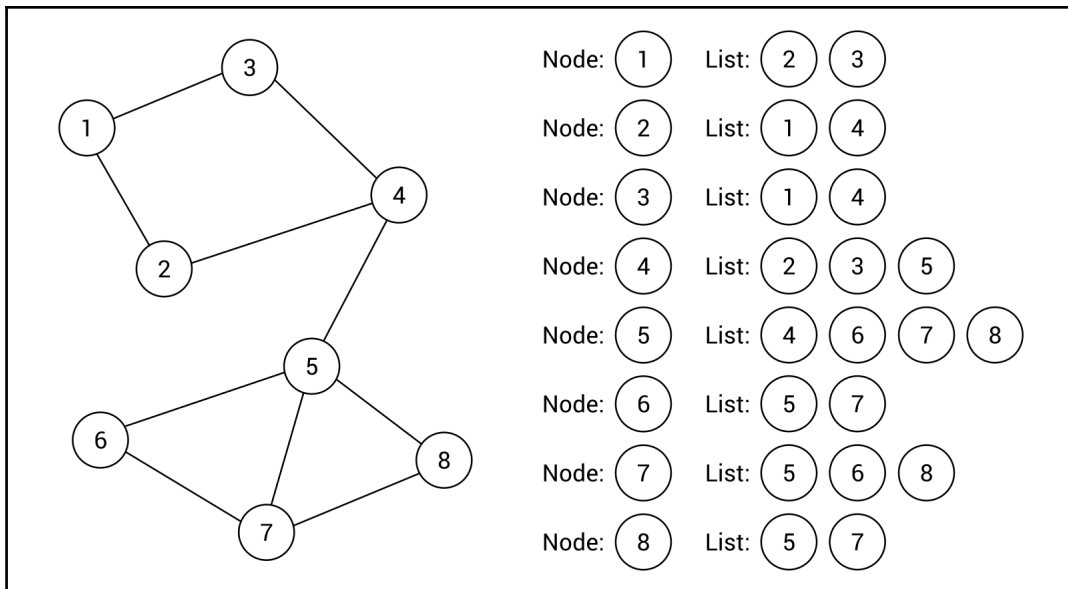 3
1
4
2
5
6
8
7
Node: 1 List: 2 3
Node: 2 List: 1 4
Node: 3 List: 1 4
Node: 4 List: 2 3 5
Node: 5 List: 4 6 7 8
Node: 6 List: 5 7
Node: 7 List: 5 6 8
Node: 8 List: 5 7